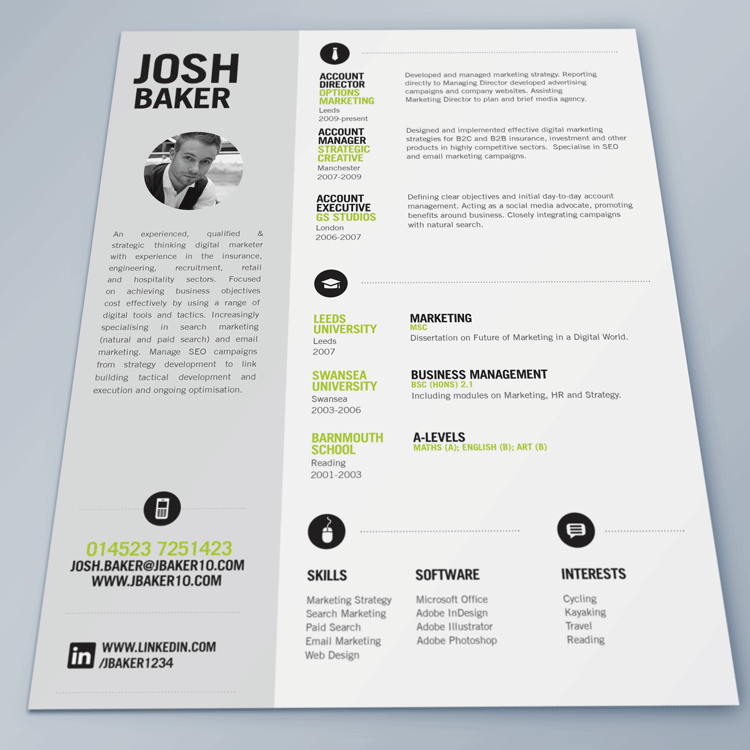 JOSH
BAKER
An experienced, qualified &
strategic thinking digital marketer
with experience in the insurance,
engineering, recruitment, retail
and hospitality sectors. Focused
on achieving business objectives
cost effectively by using a range of
digital tools and tactics. Increasingly
specialising in search marketing
(natural and paid search) and email
marketing. Manage SEO campaigns
from strategy development to link
building tactical development and
execution and ongoing optimisation.
014523 7251423
JOSH.BAKER@JBAKER10.COM
WWW.JBAKER10.COM
in WWW.LINKEDIN.COM
/JBAKER1234
ACCOUNT
DIRECTOR
OPTIONS
MARKETING
Leeds
2009-present
Developed and managed marketing strategy. Reporting
directly to Managing Director developed advertising
campaigns and company websites. Assisting
Marketing Director to plan and brief media agency.
ACCOUNT
MANAGER
STRATEGIC
CREATIVE
Manchester
2007-2009
Designed and implemented effective digital marketing
strategies for B2C and B2B insurance, investment and other
products in highly competitive sectors. Specialise in SEO
and email marketing campaigns.
ACCOUNT
EXECUTIVE
GS STUDIOS
London
2006-2007
Defining clear objectives and initial day-to-day account
management. Acting as a social media advocate, promoting
benefits around business. Closely integrating campaigns
with natural search.
LEEDS
UNIVERSITY
Leeds
2007
MARKETING
MSC
Dissertation on Future of Marketing in a Digital World.
SWANSEA
UNIVERSITY
Swansea
2003-2006
BUSINESS MANAGEMENT
BSC (HONS) 2.1
Including modules on Marketing, HR and Strategy.
BARNMOUTH
SCHOOL
Reading
2001-2003
A-LEVELS
MATHS (A); ENGLISH (B); ART (B)
SKILLS
Marketing Strategy
Search Marketing
Paid Search
Email Marketing
Web Design
SOFTWARE
Microsoft Office
Adobe InDesign
Adobe Illustrator
Adobe Photoshop
INTERESTS
Cycling
Kayaking
Travel
Reading